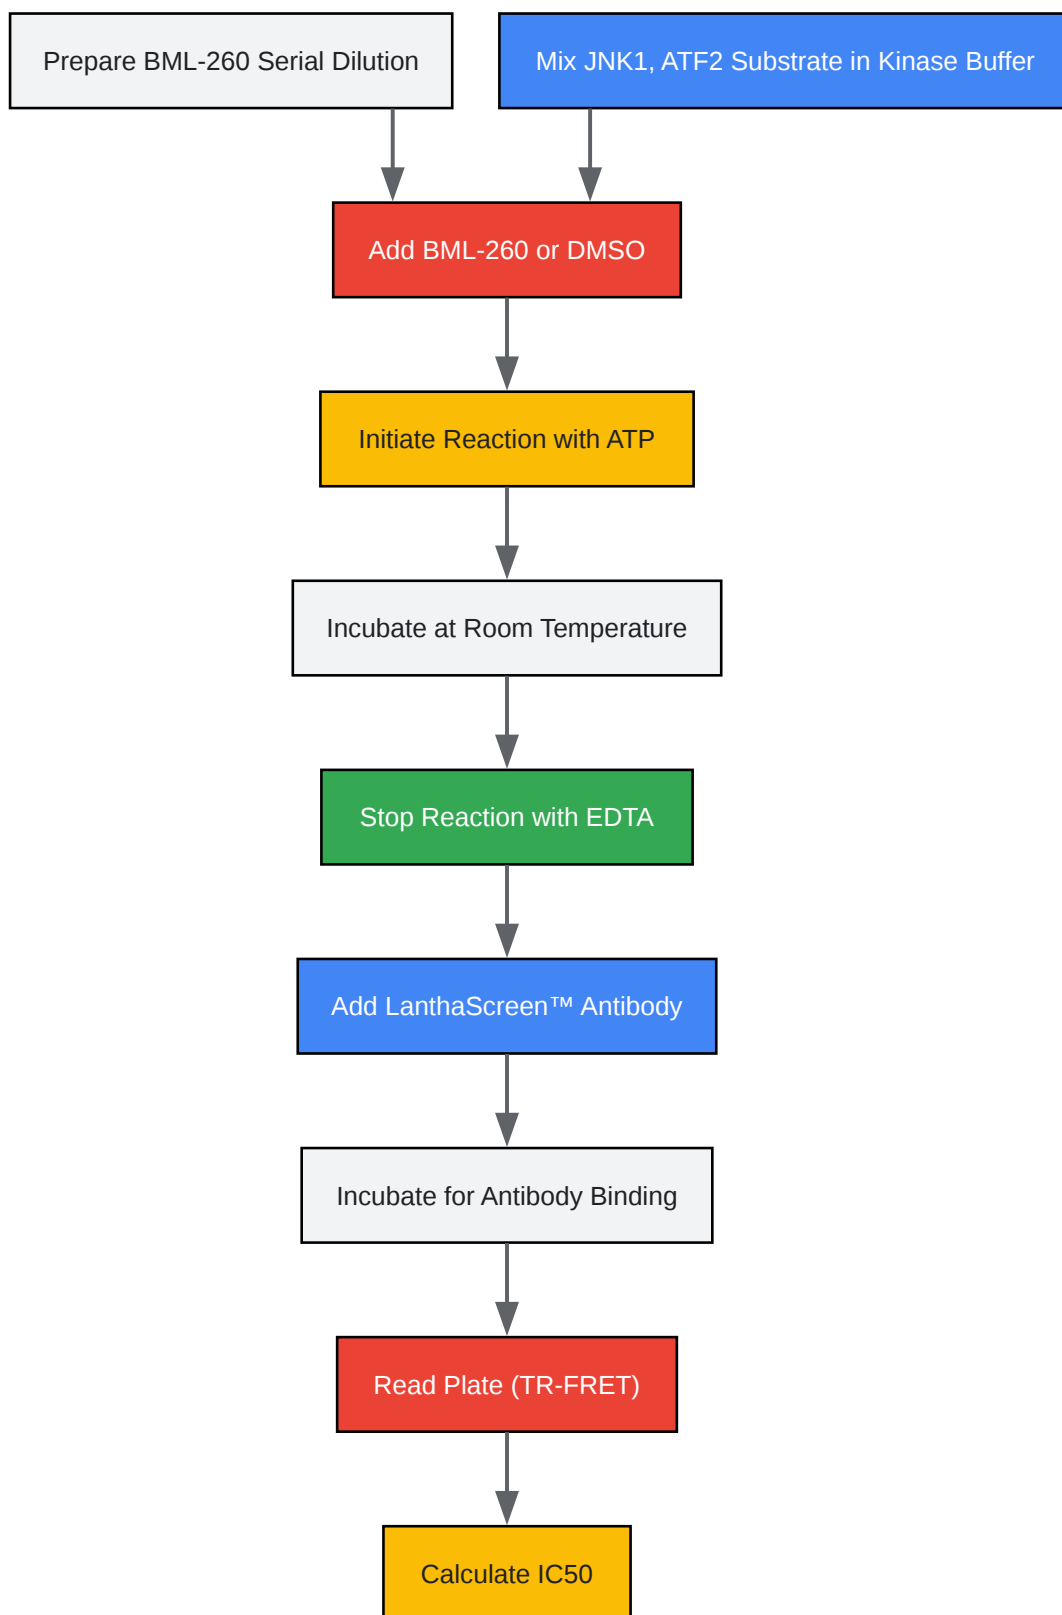 Prepare BML-260 Serial Dilution
Mix JNK1, ATF2 Substrate in Kinase Buffer
Add BML-260 or DMSO
Initiate Reaction with ATP
Incubate at Room Temperature
Stop Reaction with EDTA
Add LanthaScreen™ Antibody
Incubate for Antibody Binding
Read Plate (TR-FRET)
Calculate IC50